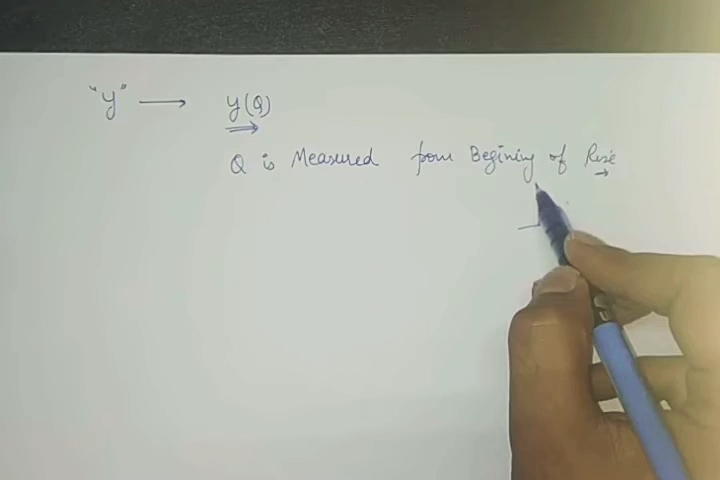 "y" → y(Q)
Q is Measured from Begining of Rise